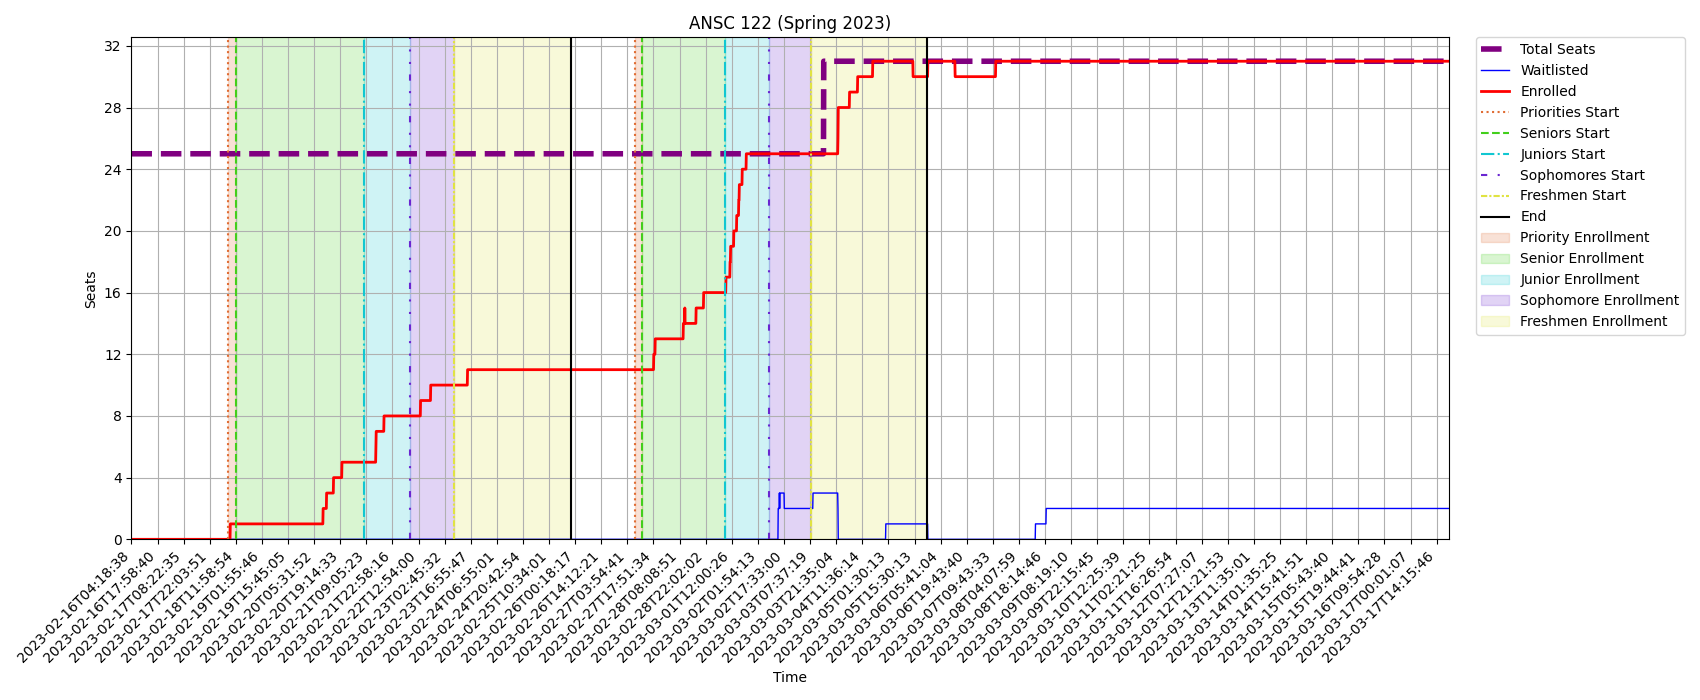 ANSC 122 (Spring 2023)
32
28
24
20
16
12
8
4
0
Seats
2023-02-16T04:18:38
2023-02-16T17:58:40
2023-02-17T08:22:35
2023-02-17T22:03:51
2023-02-18T11:58:54
2023-02-19T01:55:46
2023-02-19T15:45:05
2023-02-20T05:31:52
2023-02-20T19:14:33
2023-02-21T09:05:23
2023-02-21T22:58:16
2023-02-22T12:54:00
2023-02-23T02:45:32
2023-02-23T16:55:47
2023-02-24T06:55:01
2023-02-24T20:42:54
2023-02-25T10:34:01
2023-02-26T00:18:17
2023-02-26T14:12:21
2023-02-27T03:54:41
2023-02-27T17:51:34
2023-02-28T08:08:51
2023-02-28T22:02:02
2023-03-01T12:00:26
2023-03-02T01:54:13
2023-03-02T17:33:00
2023-03-03T07:37:19
2023-03-03T21:35:04
2023-03-04T11:36:14
2023-03-05T01:30:13
2023-03-05T15:30:13
2023-03-06T05:41:04
2023-03-06T19:43:40
2023-03-07T09:43:33
2023-03-08T04:07:59
2023-03-08T18:14:46
2023-03-09T08:19:10
2023-03-09T22:15:45
2023-03-10T12:25:39
2023-03-11T02:21:25
2023-03-11T16:26:54
2023-03-12T07:27:07
2023-03-12T21:21:53
2023-03-13T11:35:01
2023-03-14T01:35:25
2023-03-14T15:41:51
2023-03-15T05:43:40
2023-03-15T19:44:41
2023-03-16T09:54:28
2023-03-17T00:01:07
2023-03-17T14:15:46
Time
Total Seats
Waitlisted
Enrolled
Priorities Start
Seniors Start
Juniors Start
Sophomores Start
Freshmen Start
End
Priority Enrollment
Senior Enrollment
Junior Enrollment
Sophomore Enrollment
Freshmen Enrollment